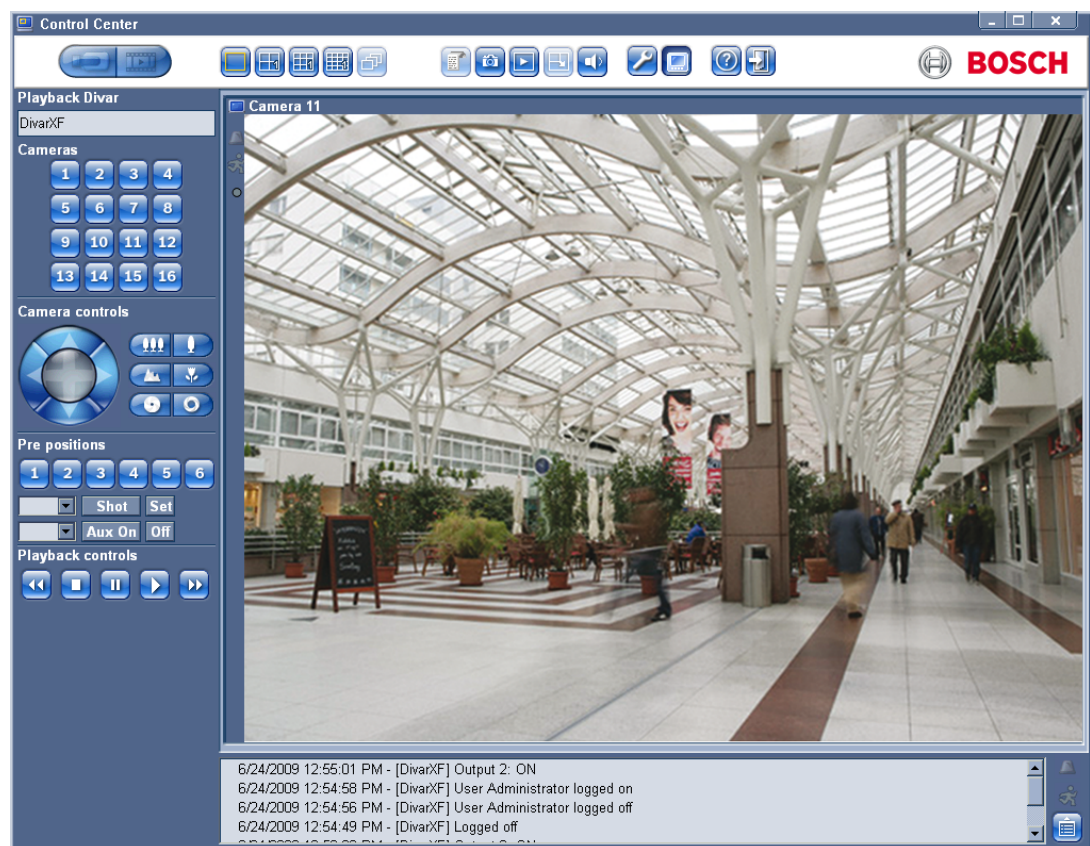 Control Center
BOSCH
Playback Divar
DivarXF
Cameras
1 2 3 4
5 6 7 8
9 10 11 12
13 14 15 16
Camera controls
Pre positions
1 2 3 4 5 6
Shot Set
Aux On Off
Playback controls
Camera 11
6/24/2009 12:55:01 PM - [DivarXF] Output 2: ON
6/24/2009 12:54:58 PM - [DivarXF] User Administrator logged on
6/24/2009 12:54:56 PM - [DivarXF] User Administrator logged off
6/24/2009 12:54:49 PM - [DivarXF] Logged off